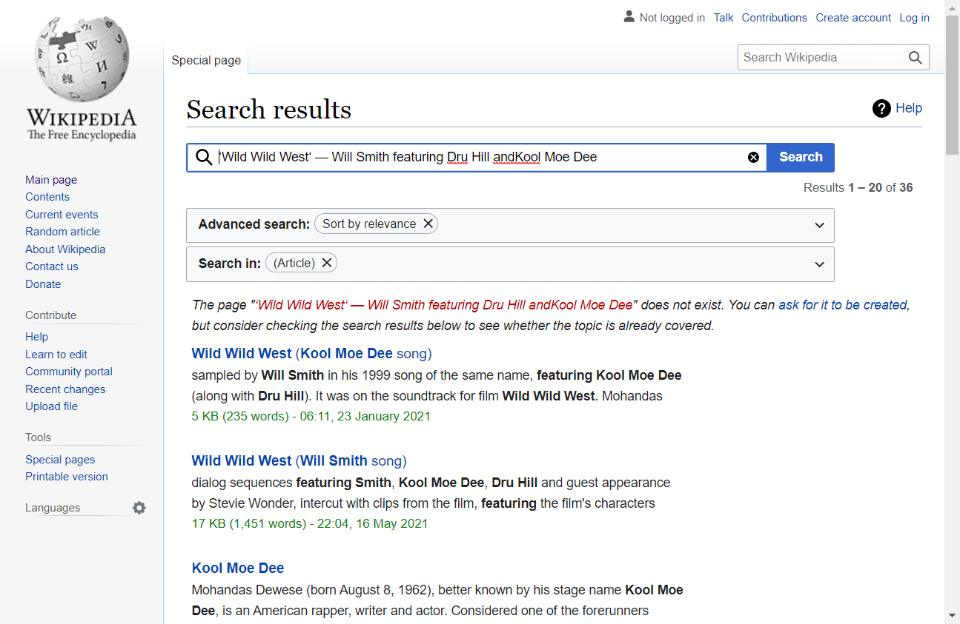 Not logged in Talk Contributions Create account Log in
Special page
Search Wikipedia
WIKIPEDIA
The Free Encyclopedia
Main page
Contents
Current events
Random article
About Wikipedia
Contact us
Donate
Contribute
Help
Learn to edit
Community portal
Recent changes
Upload file
Tools
Special pages
Printable version
Languages
Search results
Help
'Wild Wild West' — Will Smith featuring Dru Hill andKool Moe Dee
Search
Results 1 – 20 of 36
Advanced search: Sort by relevance
Search in: (Article)
The page "'Wild Wild West' — Will Smith featuring Dru Hill andKool Moe Dee" does not exist. You can ask for it to be created,
but consider checking the search results below to see whether the topic is already covered.
Wild Wild West (Kool Moe Dee song)
sampled by Will Smith in his 1999 song of the same name, featuring Kool Moe Dee
(along with Dru Hill). It was on the soundtrack for film Wild Wild West. Mohandas
5 KB (235 words) - 06:11, 23 January 2021
Wild Wild West (Will Smith song)
dialog sequences featuring Smith, Kool Moe Dee, Dru Hill and guest appearance
by Stevie Wonder, intercut with clips from the film, featuring the film's characters
17 KB (1,451 words) - 22:04, 16 May 2021
Kool Moe Dee
Mohandas Dewese (born August 8, 1962), better known by his stage name Kool Moe
Dee, is an American rapper, writer and actor. Considered one of the forerunners